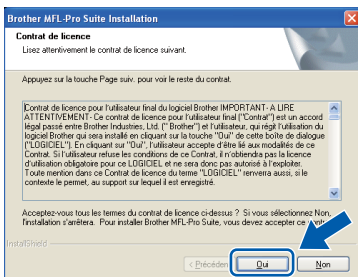 Brother MFL-Pro Suite Installation
Contrat de licence
Lisez attentivement le contrat de licence suivant.
Appuyez sur la touche Page suiv. pour voir le reste du contrat.
Contrat de licence pour l'utilisateur final du logiciel Brother IMPORTANT- A LIRE
ATTENTIVEMENT- Ce contrat de licence pour l'utilisateur final ("Contrat") est un accord
légal passé entre Brother Industries, Ltd. (" Brother") et l'utilisateur, qui régit l'utilisation du
logiciel Brother qui sera installé en cliquant sur la touche "Oui" de cette boîte de dialogue
("LOGICIEL"). En cliquant sur "Oui", l'utilisateur accepte d'être lié aux modalités de ce
Contrat. Si l'utilisateur refuse les conditions de ce Contrat, il n'obtiendra pas la licence
d'utilisation obligatoire pour ce LOGICIEL et ne sera donc pas autorisé à l'exploiter.
Toute mention dans ce Contrat de licence du terme "LOGICIEL" renverra aussi, si le
contexte le permet, au support sur lequel il est enregistré.
Acceptez-vous tous les termes du contrat de licence ci-dessus ? Si vous sélectionnez Non,
l'installation s'arrêtera. Pour installer Brother MFL-Pro Suite, vous devez accepter ce
InstallShield
< Précéden
Oui
Non